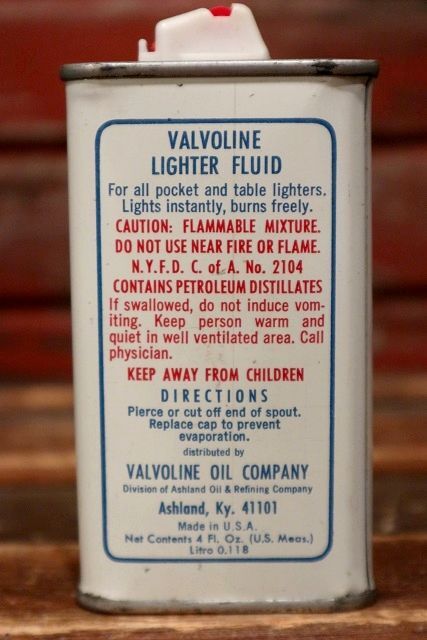 VALVOLINE
LIGHTER FLUID
For all pocket and table lighters.
Lights instantly, burns freely.
CAUTION: FLAMMABLE MIXTURE.
DO NOT USE NEAR FIRE OR FLAME.
N.Y.F.D. C. of A. No. 2104
CONTAINS PETROLEUM DISTILLATES
If swallowed, do not induce vom-
iting. Keep person warm and
quiet in well ventilated area. Call
physician.
KEEP AWAY FROM CHILDREN
DIRECTIONS
Pierce or cut off end of spout.
Replace cap to prevent
evaporation.
distributed by
VALVOLINE OIL COMPANY
Division of Ashland Oil & Refining Company
Ashland, Ky. 41101
Made in U.S.A.
Net Contents 4 Fl. Oz. (U.S. Meas.)
Litro 0.118